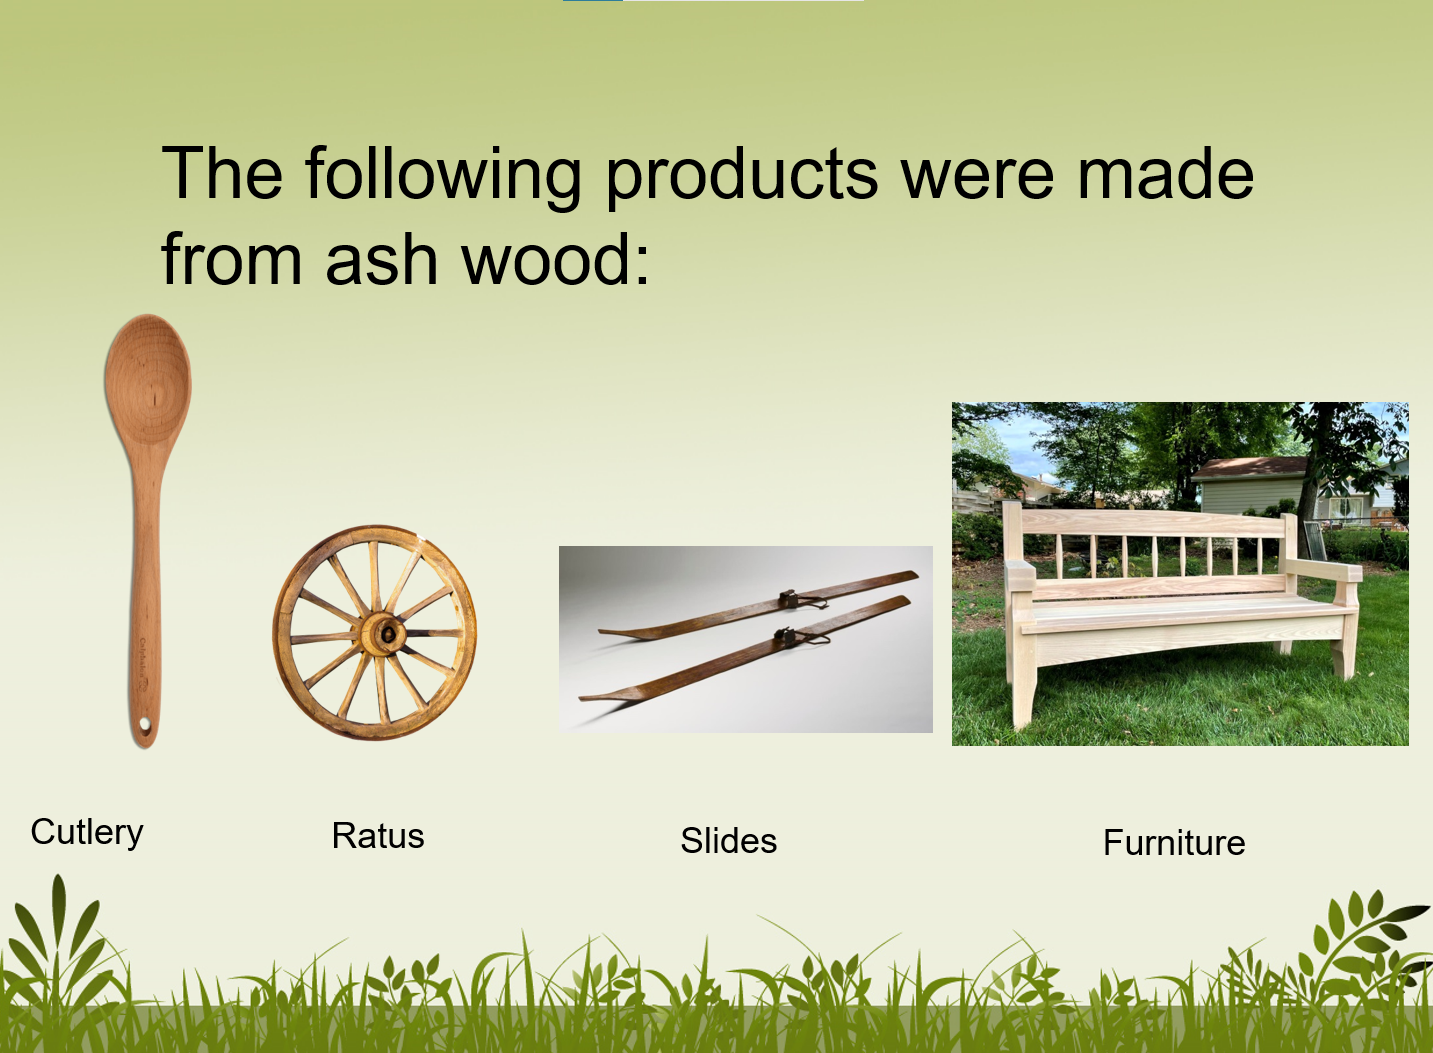 The following products were made
from ash wood:
Cutlery
Ratus
Slides
Furniture